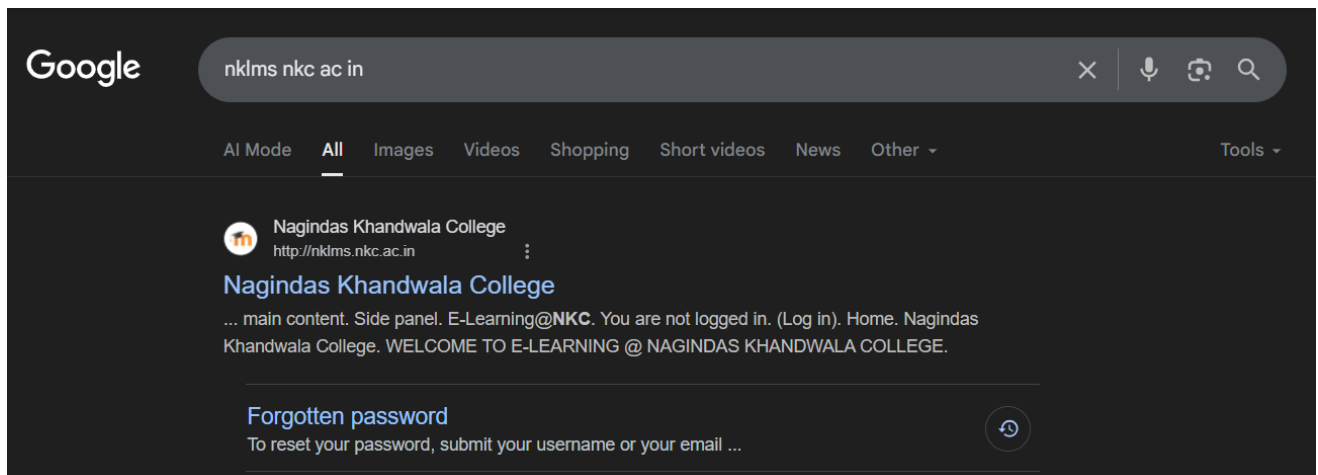 Google
nklms nkc ac in
AI Mode All Images Videos Shopping Short videos News Other Tools
Nagindas Khandwala College
http://nklms.nkc.ac.in
Nagindas Khandwala College
... main content. Side panel. E-Learning@NKC. You are not logged in. (Log in). Home. Nagindas
Khandwala College. WELCOME TO E-LEARNING @ NAGINDAS KHANDWALA COLLEGE.
Forgotten password
To reset your password, submit your username or your email ...